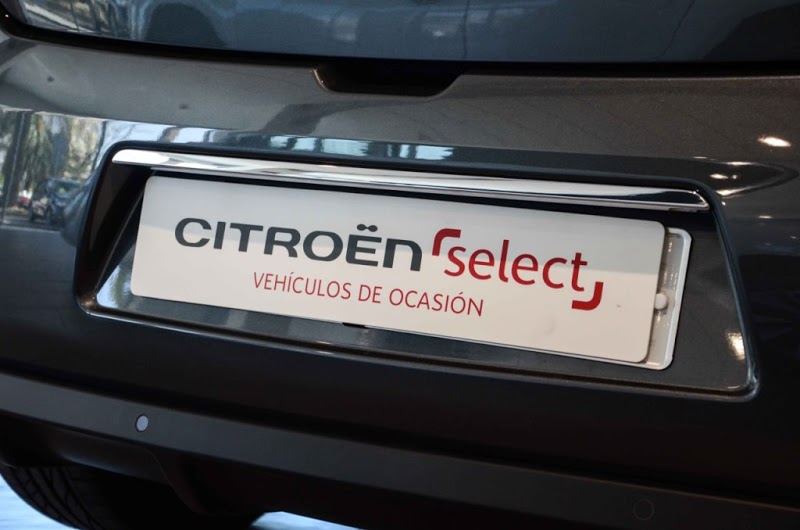 CITROËN select
VEHÍCULOS DE OCASIÓN